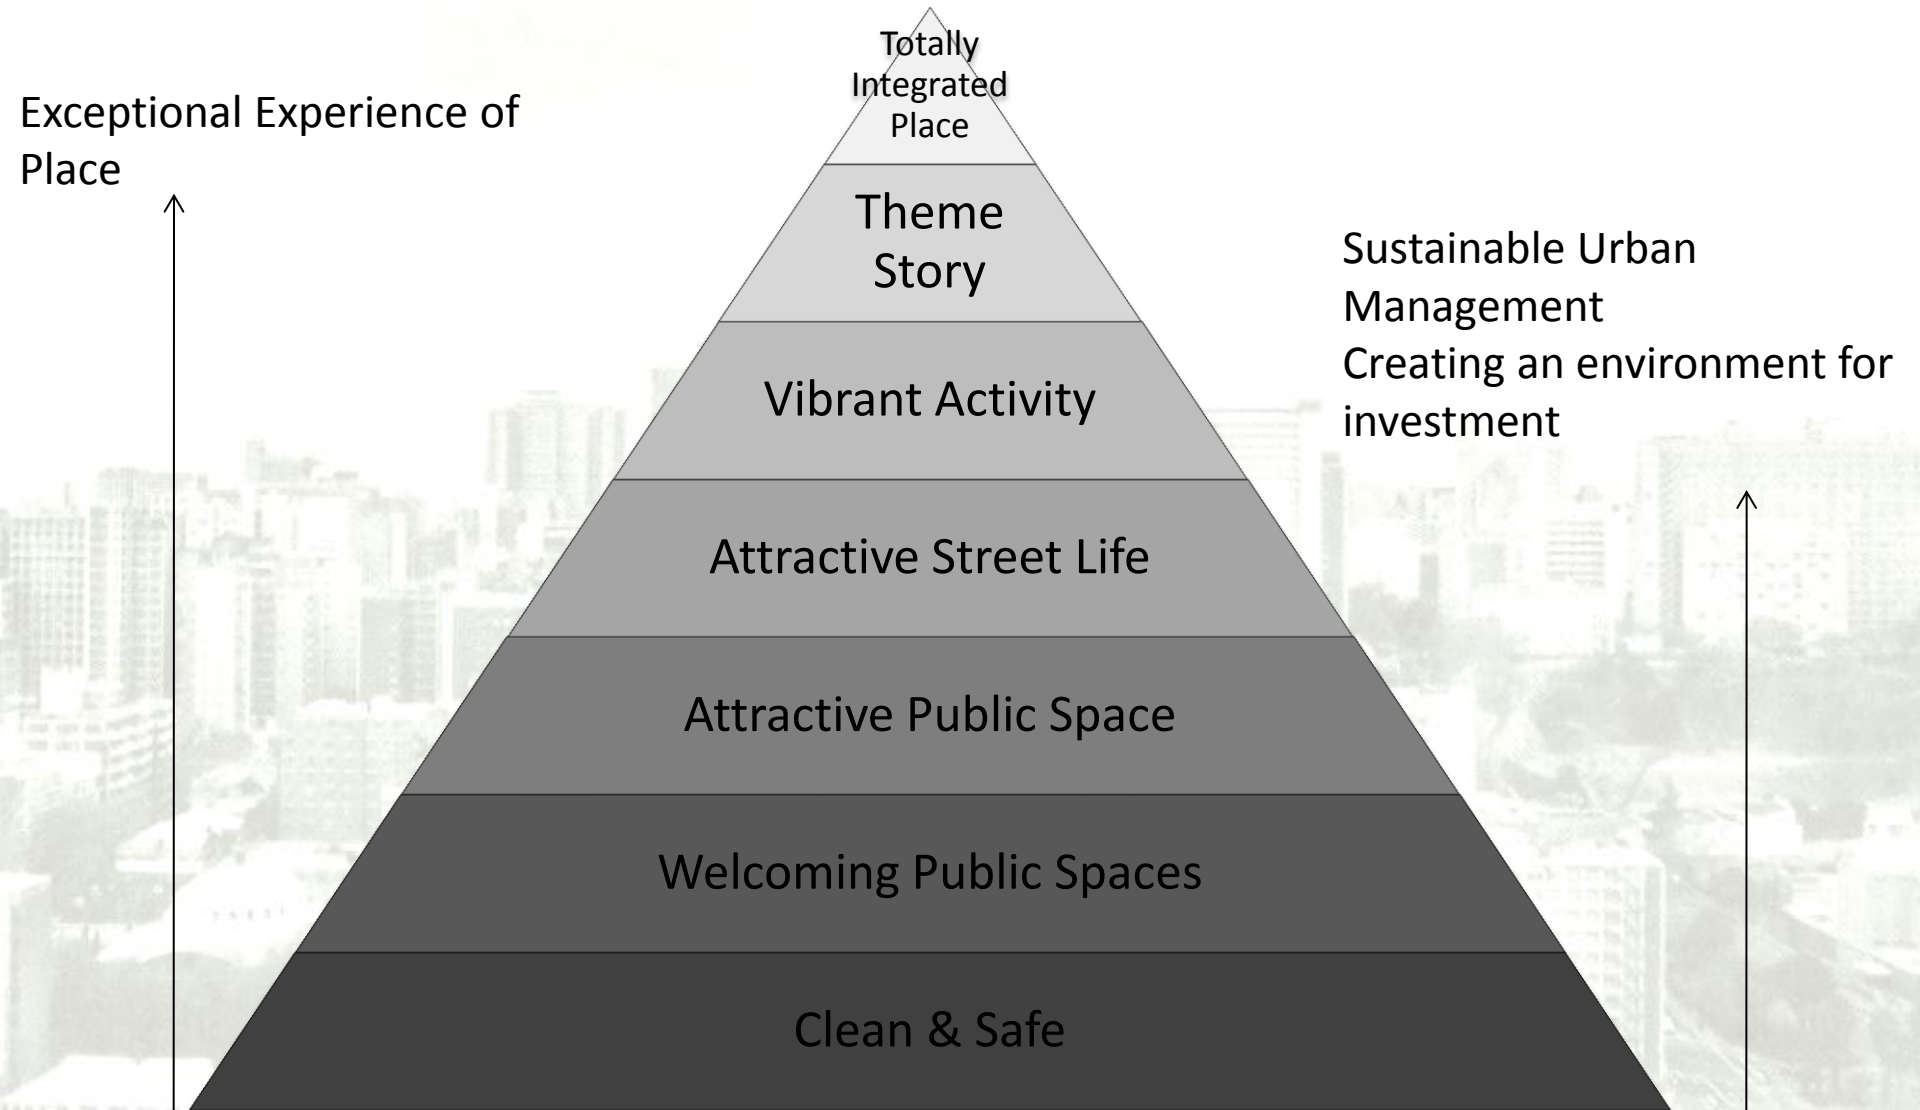 Totally
Integrated
Place
Exceptional Experience of
Place
Theme
Story
Sustainable Urban
Management
Creating an environment for
investment
Vibrant Activity
Attractive Street Life
Attractive Public Space
Welcoming Public Spaces
Clean & Safe